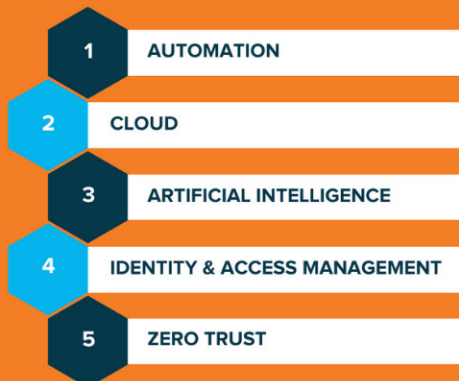 1 AUTOMATION
2 CLOUD
3 ARTIFICIAL INTELLIGENCE
4 IDENTITY & ACCESS MANAGEMENT
5 ZERO TRUST